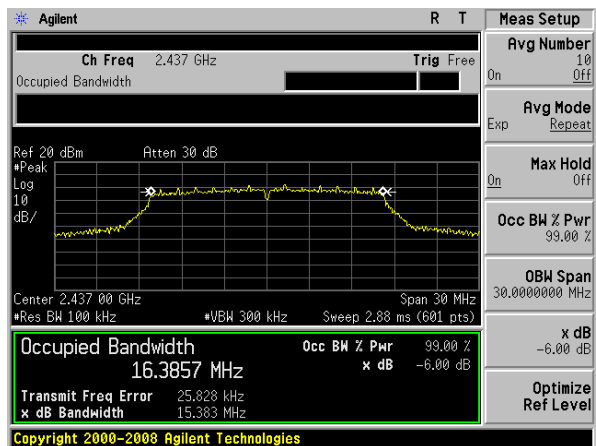 Agilent R T Meas Setup
Ch Freq 2.437 GHz Trig Free
Occupied Bandwidth
Avg Number
10
On Off
Avg Mode
Exp Repeat
Max Hold
On Off
Occ BW % Pwr
99.00 %
OBW Span
30.0000000 MHz
x dB
-6.00 dB
Optimize
Ref Level
Ref 20 dBm Atten 30 dB
#Peak
Log
10
dB/
Center 2.437 00 GHz Span 30 MHz
#Res BW 100 kHz #VBW 300 kHz Sweep 2.88 ms (601 pts)
Occupied Bandwidth Occ BW % Pwr 99.00 %
16.3857 MHz x dB -6.00 dB
Transmit Freq Error 25.828 kHz
x dB Bandwidth 15.383 MHz
Copyright 2000-2008 Agilent Technologies